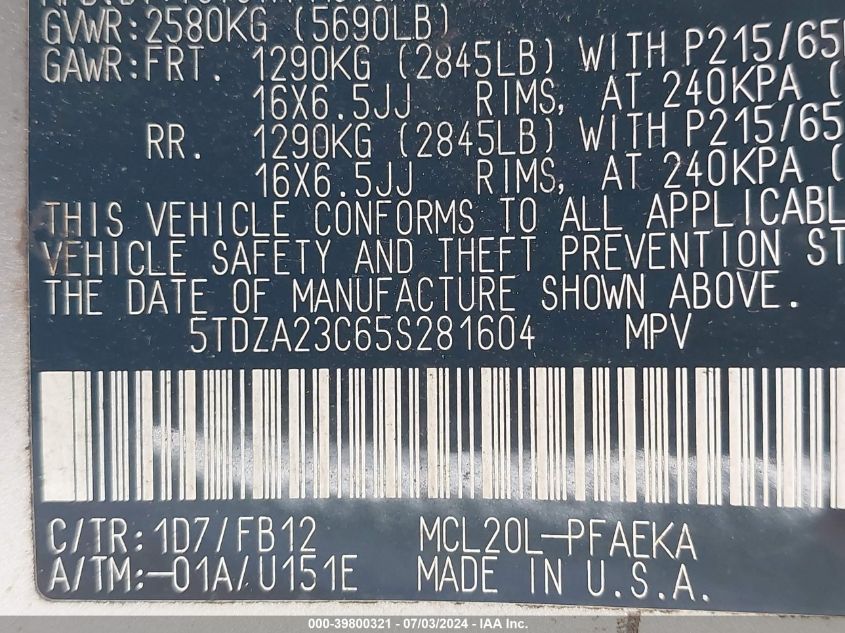 GVWR:2580KG (5690LB)
GAWR:FRT. 1290KG (2845LB) WITH P215/65
16X6.5JJ RIMS, AT 240KPA (
RR. 1290KG (2845LB) WITH P215/65
16X6.5JJ RIMS, AT 240KPA (
THIS VEHICLE CONFORMS TO ALL APPLICABL
VEHICLE SAFETY AND THEFT PREVENTION ST
THE DATE OF MANUFACTURE SHOWN ABOVE.
5TDZA23C65S281604 MPV
C/TR:1D7/FB12 MCL20L-PFAEKA
A/TM:-01A/U151E MADE IN U.S.A.
000-39800321 - 07/03/2024 - IAA Inc.